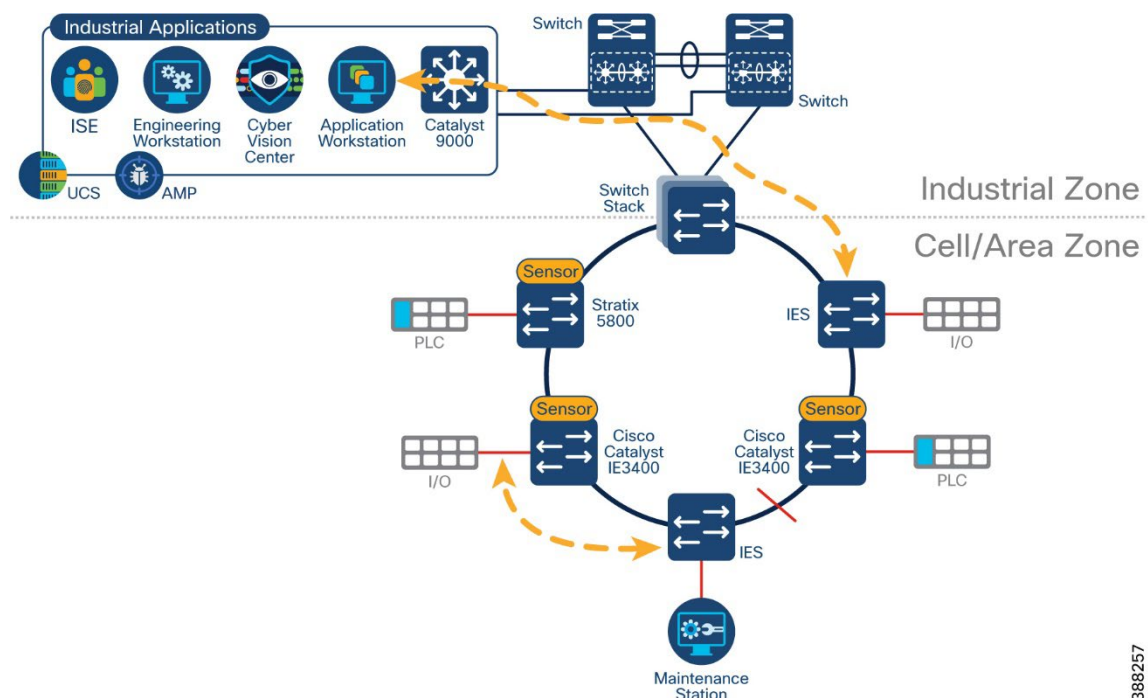 Industrial Applications
Switch
ISE
Engineering
Workstation
Cyber
Vision
Center
Application
Workstation
Catalyst
9000
Switch
UCS
AMP
Switch
Stack
Industrial Zone
Cell/Area Zone
Sensor
Stratix
5800
PLC
IES
I/O
Sensor
Cisco
Catalyst
IE3400
I/O
Sensor
Cisco
Catalyst
IE3400
PLC
IES
Maintenance
Station
388257